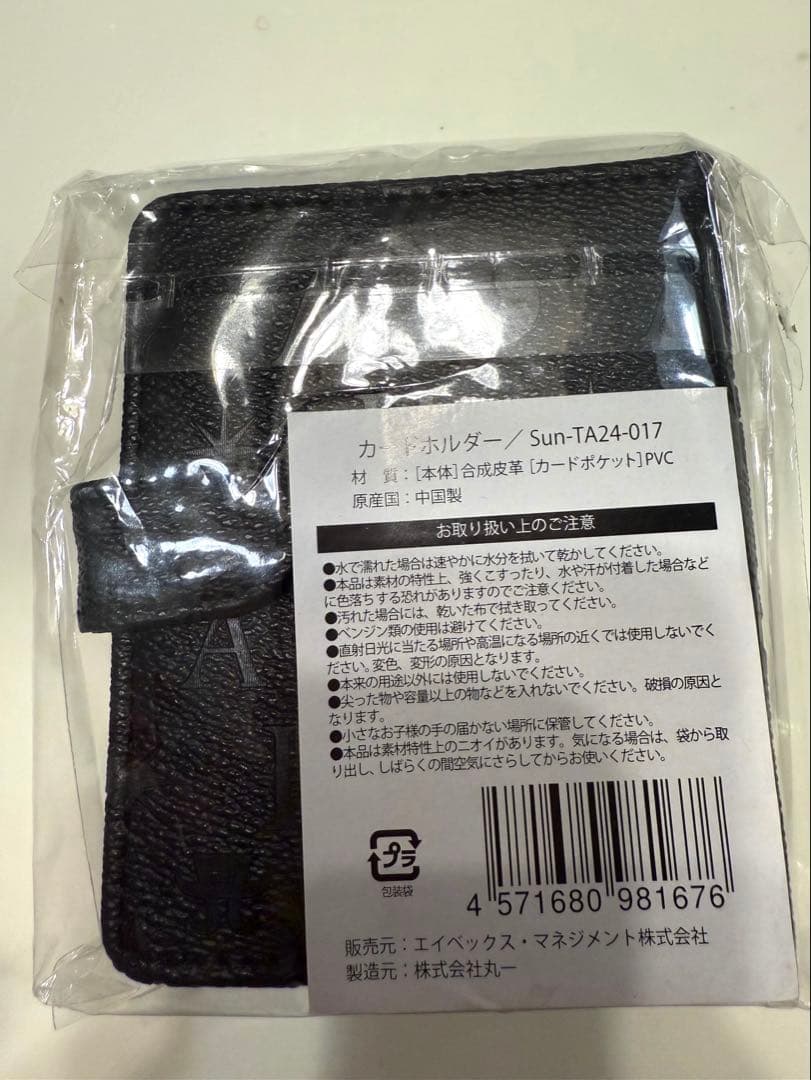 カードホルダー／ Sun-TA24-017
材　質：［本体］合成皮革［カードポケット］PVC
原産国：中国製
お取り扱い上のご注意
●水で濡れた場合は速やかに水分を拭いて乾かしてください。
●本品は素材の特性上、強くこすったり、水や汗が付着した場合など
に色落ちする恐れがありますのでご注意ください。
●汚れた場合には、乾いた布で拭き取ってください。
●ベンジン類の使用は避けてください。
●直射日光に当たる場所や高温になる場所の近くでは使用しないでく
ださい。変色、変形の原因となります。
●本来の用途以外には使用しないでください。
●尖った物や容量以上の物などを入れないでください。破損の原因と
なります。
●小さなお子様の手の届かない場所に保管してください。
●本品は素材特性上のニオイがあります。気になる場合は、袋から取
り出し、しばらくの間空気にさらしてからお使いください。
プラ
包装袋
4 571680 981676
販売元：エイベックス・マネジメント株式会社
製造元：株式会社丸一
A